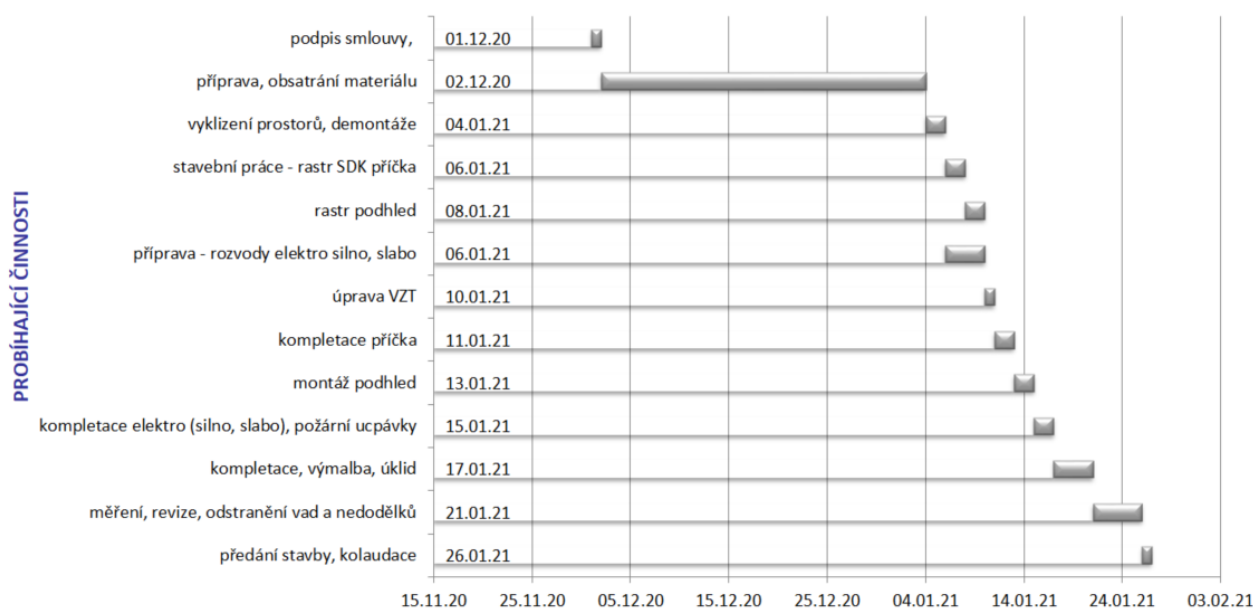 PROBÍHAJÍCÍ ČINNOSTI
podpis smlouvy, 01.12.20
příprava, obsatrání materiálu 02.12.20
vyklizení prostorů, demontáže 04.01.21
stavební práce - rastr SDK příčka 06.01.21
rastr podhled 08.01.21
příprava - rozvody elektro silno, slabo 06.01.21
úprava VZT 10.01.21
kompletace příčka 11.01.21
montáž podhled 13.01.21
kompletace elektro (silno, slabo), požární ucpávky 15.01.21
kompletace, výmalba, úklid 17.01.21
měření, revize, odstranění vad a nedodělků 21.01.21
předání stavby, kolaudace 26.01.21
15.11.20 25.11.20 05.12.20 15.12.20 25.12.20 04.01.21 14.01.21 24.01.21 03.02.21